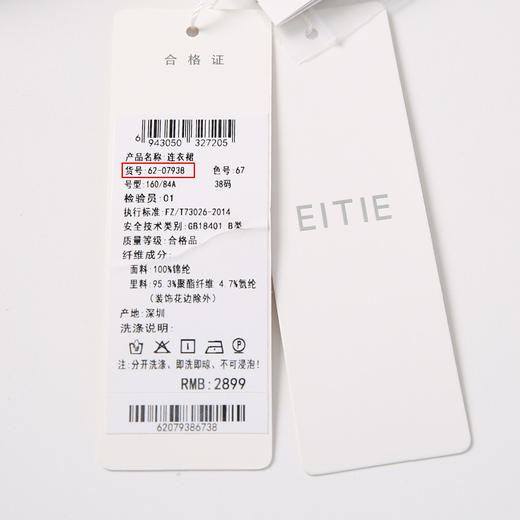 合格证
6 943050 327205
产品名称:连衣裙
货号:62-07938 色号:67
号型:160/84A 38码
检验员:01
执行标准:FZ/T73026-2014
安全技术类别:GB18401 B类
质量等级:合格品
纤维成分:
面料:100%锦纶
里料:95.3%聚酯纤维 4.7%氨纶
(装饰花边除外)
产地:深圳
洗涤说明:
注:分开洗涤、即洗即晾、不可浸泡!
RMB:2899
62079386738
EITIE